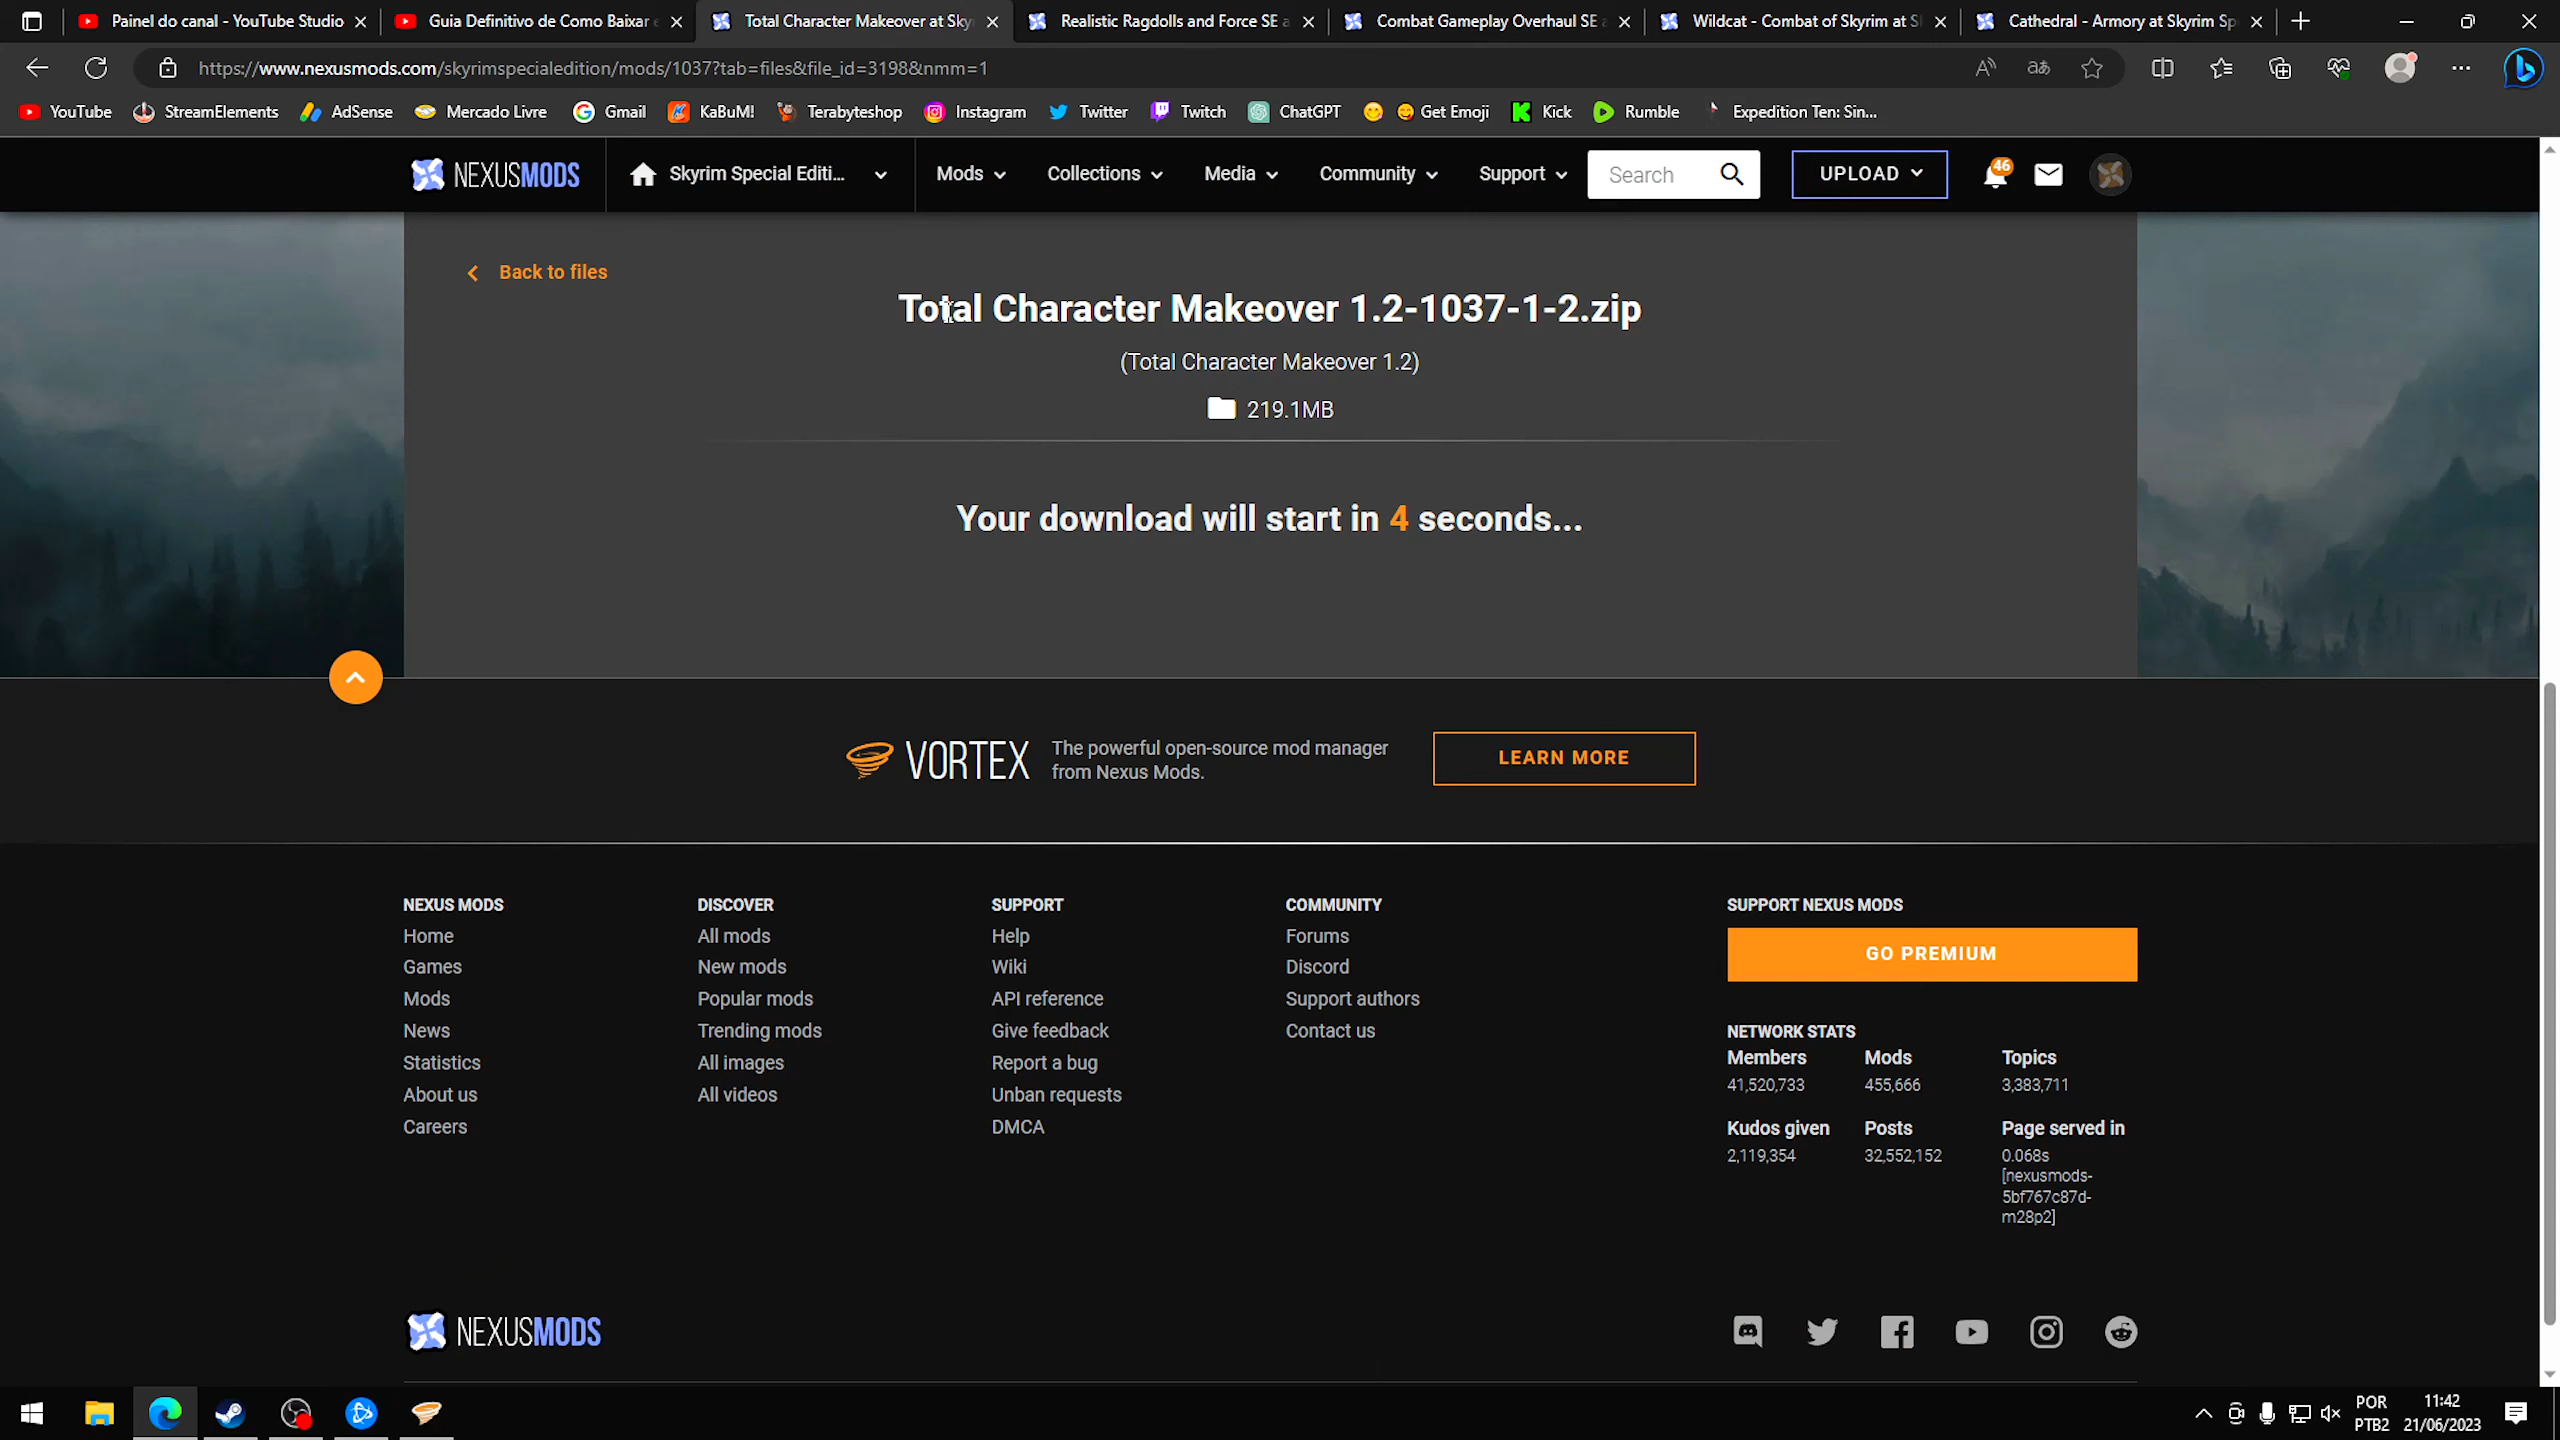 Painel do canal - YouTube Studio
Guia Definitivo de Como Baixar e
Total Character Makeover at Sky
Realistic Ragdolls and Force SE a
Combat Gameplay Overhaul SE a
Wildcat - Combat of Skyrim at S
Cathedral - Armory at Skyrim Sp
https://www.nexusmods.com/skyrimspecialedition/mods/1037?tab=files&file_id=3198&nmm=1
YouTube
StreamElements
AdSense
Mercado Livre
Gmail
KaBuM!
Terabyteshop
Instagram
Twitter
Twitch
ChatGPT
Get Emoji
Kick
Rumble
Expedition Ten: Sin...
NEXUSMODS
Skyrim Special Editi...
Mods
Collections
Media
Community
Support
Search
UPLOAD
46
Back to files
Total Character Makeover 1.2-1037-1-2.zip
(Total Character Makeover 1.2)
219.1MB
Your download will start in 4 seconds...
VORTEX
The powerful open-source mod manager
from Nexus Mods.
LEARN MORE
NEXUS MODS
Home
Games
Mods
News
Statistics
About us
Careers
DISCOVER
All mods
New mods
Popular mods
Trending mods
All images
All videos
SUPPORT
Help
Wiki
API reference
Give feedback
Report a bug
Unban requests
DMCA
COMMUNITY
Forums
Discord
Support authors
Contact us
SUPPORT NEXUS MODS
GO PREMIUM
NETWORK STATS
Members Mods Topics
41,520,733 455,666 3,383,711
Kudos given Posts Page served in
2,119,354 32,552,152 0.068s
[nexusmods-
5bf767c87d-
m28p2]
NEXUSMODS
POR
PTB2
11:42
21/06/2023